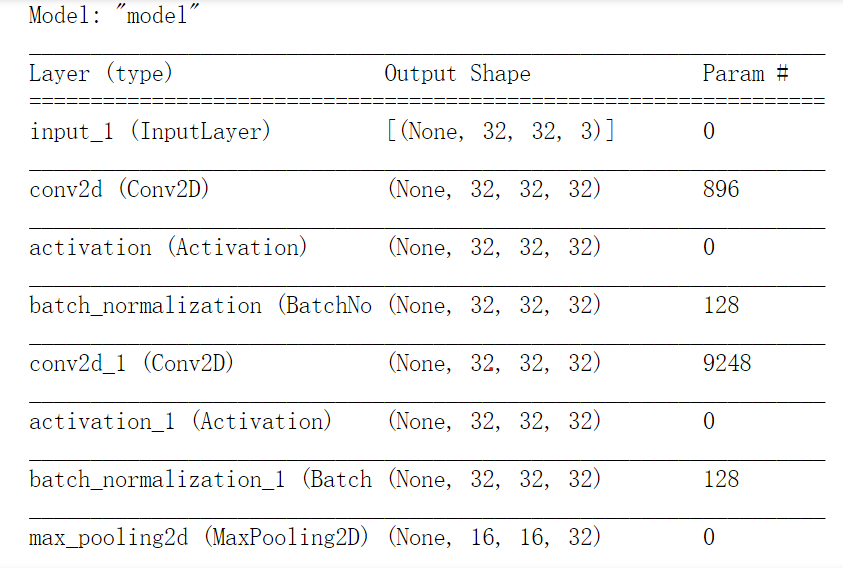 Model: "model"
Layer (type) Output Shape Param #
input_1 (InputLayer) [(None, 32, 32, 3)] 0
conv2d (Conv2D) (None, 32, 32, 32) 896
activation (Activation) (None, 32, 32, 32) 0
batch_normalization (BatchNo (None, 32, 32, 32) 128
conv2d_1 (Conv2D) (None, 32, 32, 32) 9248
activation_1 (Activation) (None, 32, 32, 32) 0
batch_normalization_1 (Batch (None, 32, 32, 32) 128
max_pooling2d (MaxPooling2D) (None, 16, 16, 32) 0